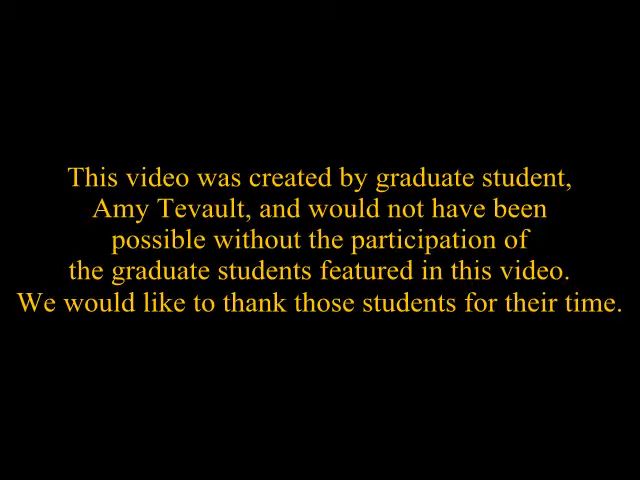 This video was created by graduate student,
Amy Tevault, and would not have been
possible without the participation of
the graduate students featured in this video.
We would like to thank those students for their time.